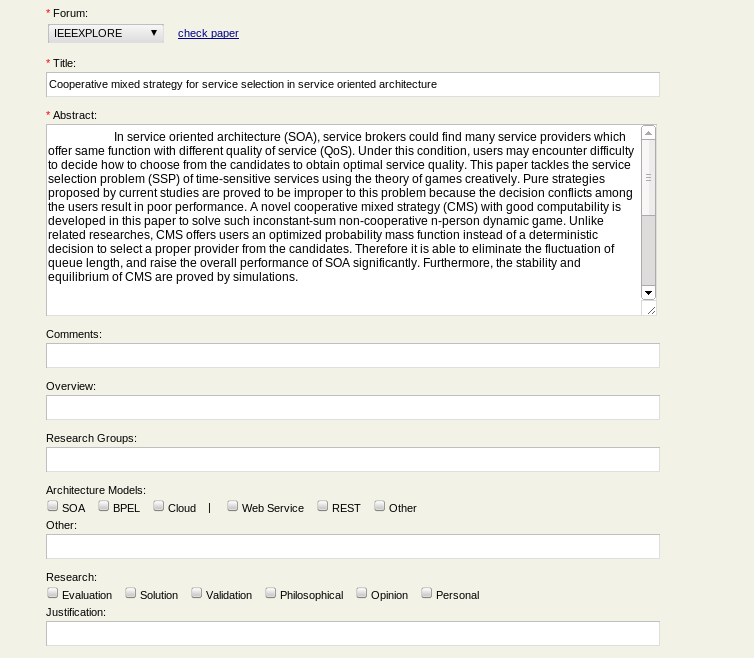 * Forum:
IEEEXPLORE ▼ check paper
* Title:
Cooperative mixed strategy for service selection in service oriented architecture
* Abstract:
In service oriented architecture (SOA), service brokers could find many service providers which
offer same function with different quality of service (QoS). Under this condition, users may encounter difficulty
to decide how to choose from the candidates to obtain optimal service quality. This paper tackles the service
selection problem (SSP) of time-sensitive services using the theory of games creatively. Pure strategies
proposed by current studies are proved to be improper to this problem because the decision conflicts among
the users result in poor performance. A novel cooperative mixed strategy (CMS) with good computability is
developed in this paper to solve such inconstant-sum non-cooperative n-person dynamic game. Unlike
related researches, CMS offers users an optimized probability mass function instead of a deterministic
decision to select a proper provider from the candidates. Therefore it is able to eliminate the fluctuation of
queue length, and raise the overall performance of SOA significantly. Furthermore, the stability and
equilibrium of CMS are proved by simulations.
Comments:
Overview:
Research Groups:
Architecture Models:
SOA BPEL Cloud | Web Service REST Other
Other:
Research:
Evaluation Solution Validation Philosophical Opinion Personal
Justification: